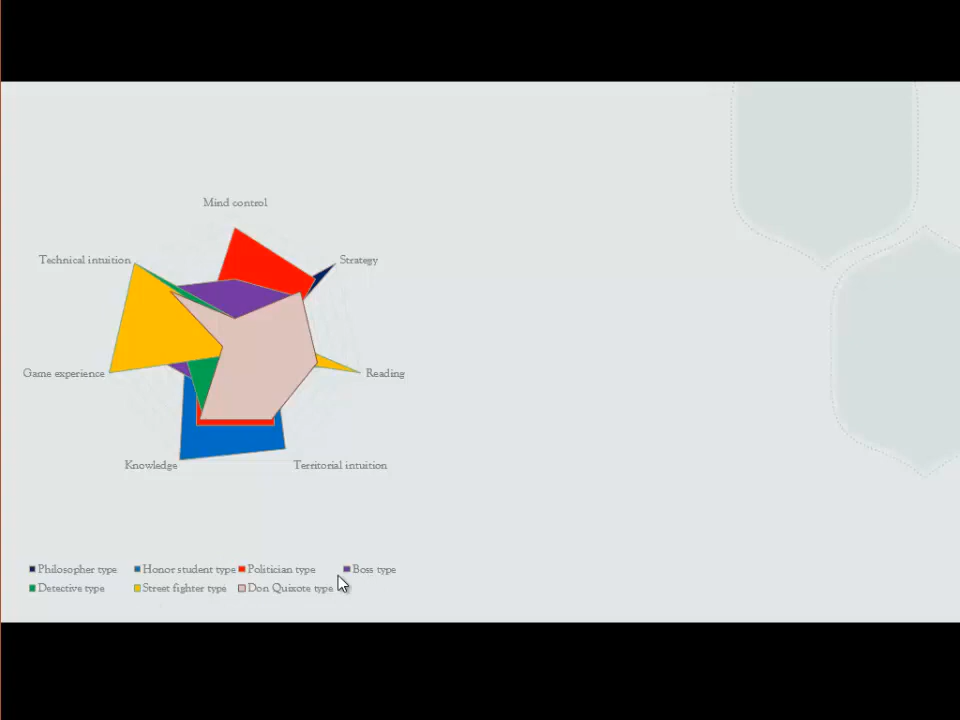 Mind control
Technical intuition
Strategy
Game experience
Reading
Knowledge
Territorial intuition
Philosopher type
Honor student type
Politician type
Boss type
Detective type
Street fighter type
Don Quixote type